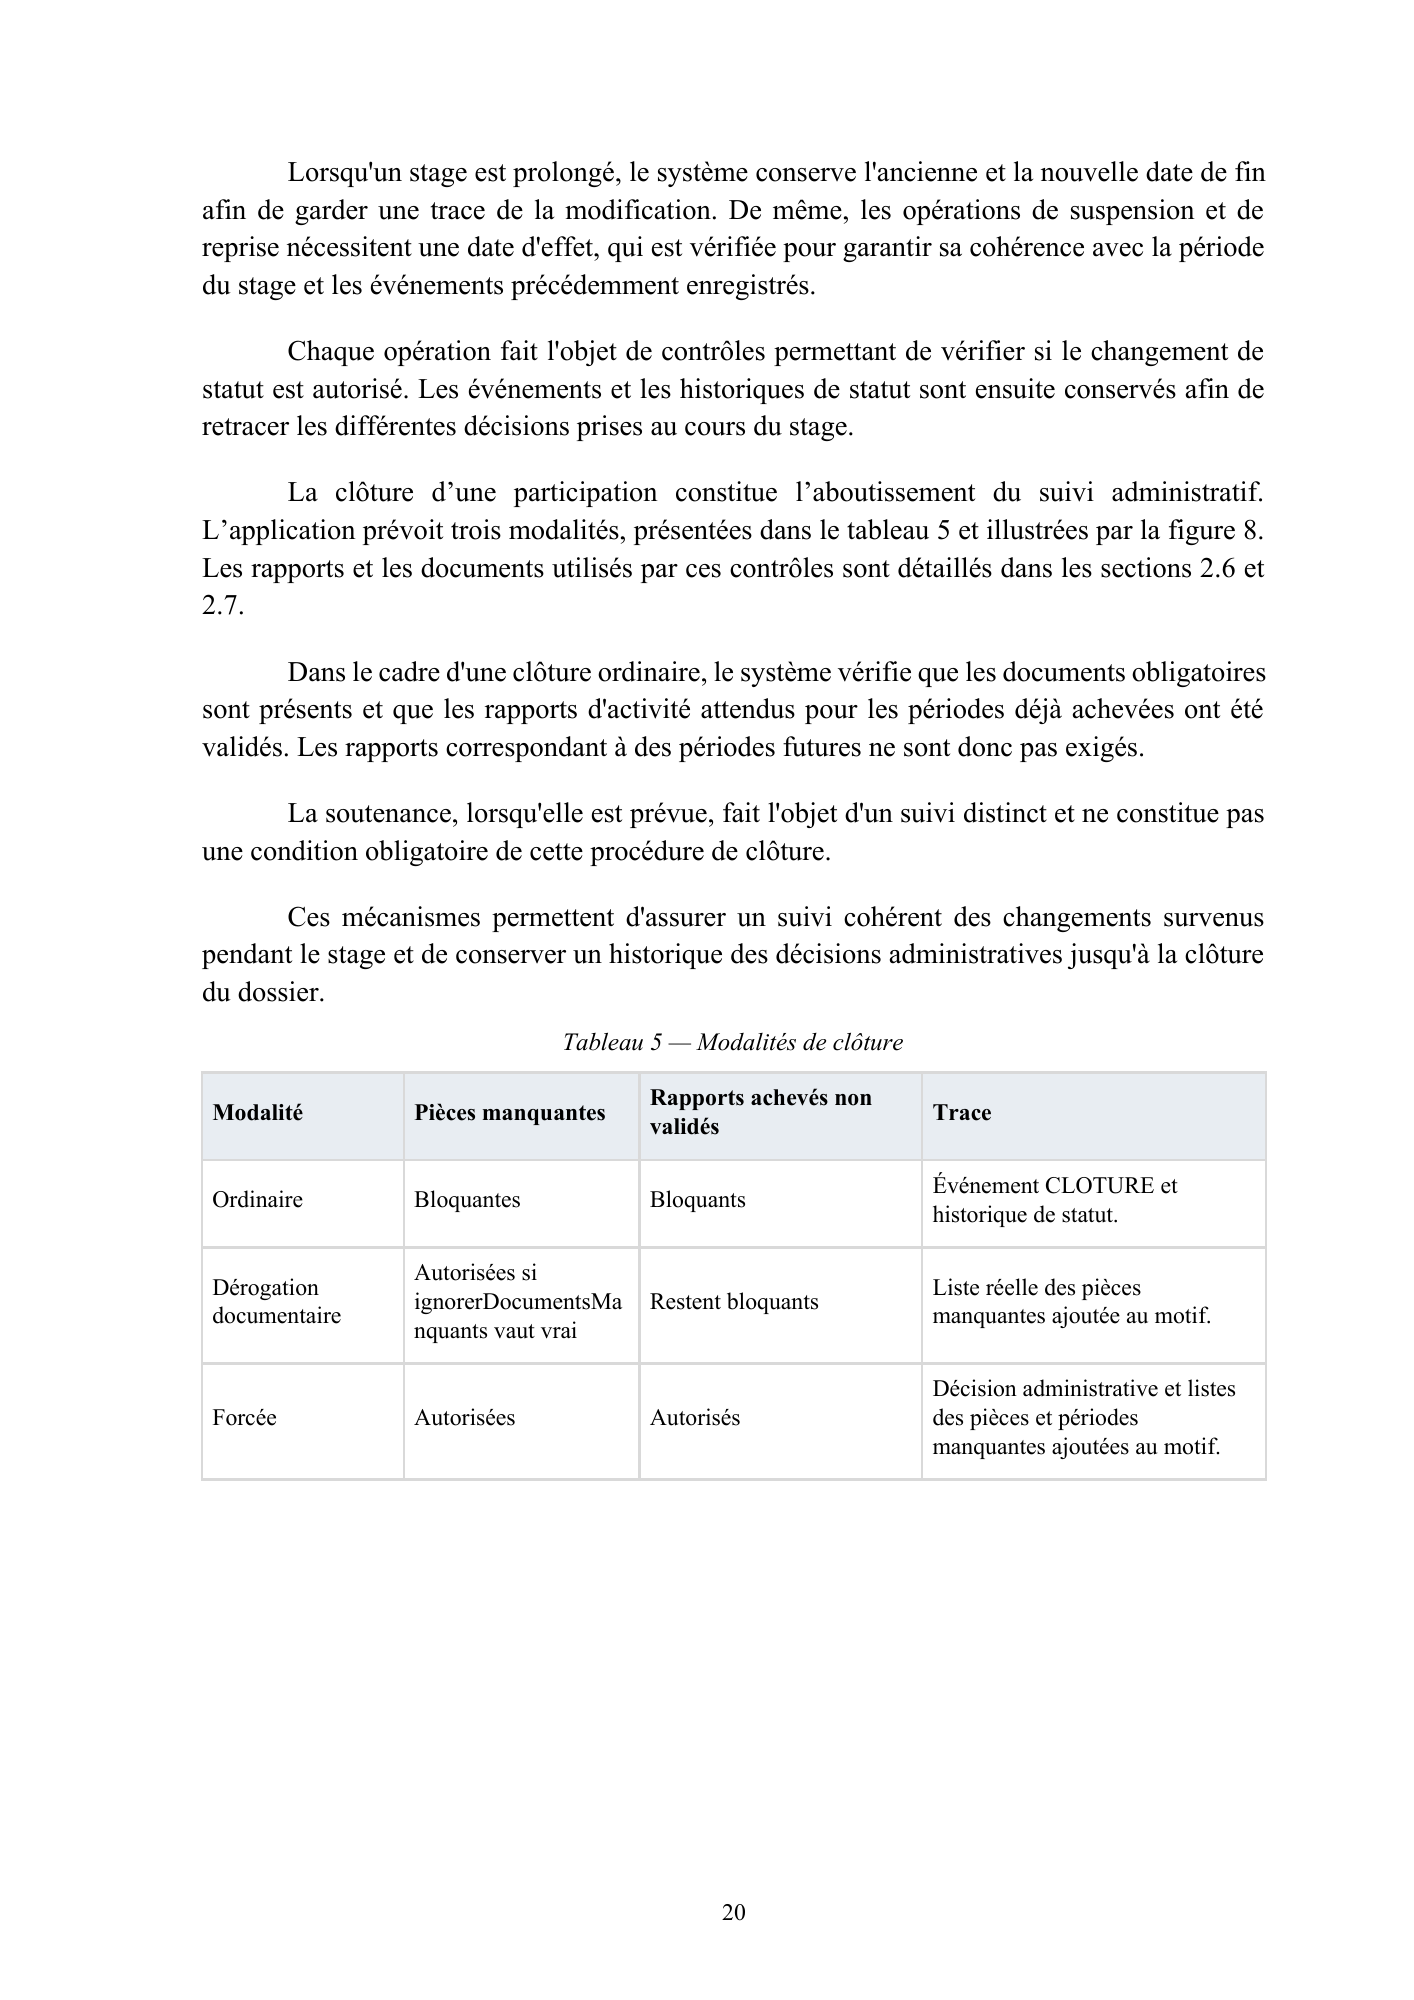 Lorsqu'un stage est prolongé, le système conserve l'ancienne et la nouvelle date de fin
afin de garder une trace de la modification. De même, les opérations de suspension et de
reprise nécessitent une date d'effet, qui est vérifiée pour garantir sa cohérence avec la période
du stage et les événements précédemment enregistrés.
Chaque opération fait l'objet de contrôles permettant de vérifier si le changement de
statut est autorisé. Les événements et les historiques de statut sont ensuite conservés afin de
retracer les différentes décisions prises au cours du stage.
La clôture d’une participation constitue l’aboutissement du suivi administratif.
L’application prévoit trois modalités, présentées dans le tableau 5 et illustrées par la figure 8.
Les rapports et les documents utilisés par ces contrôles sont détaillés dans les sections 2.6 et
2.7.
Dans le cadre d'une clôture ordinaire, le système vérifie que les documents obligatoires
sont présents et que les rapports d'activité attendus pour les périodes déjà achevées ont été
validés. Les rapports correspondant à des périodes futures ne sont donc pas exigés.
La soutenance, lorsqu'elle est prévue, fait l'objet d'un suivi distinct et ne constitue pas
une condition obligatoire de cette procédure de clôture.
Ces mécanismes permettent d'assurer un suivi cohérent des changements survenus
pendant le stage et de conserver un historique des décisions administratives jusqu'à la clôture
du dossier.
Tableau 5 — Modalités de clôture
Modalité
Pièces manquantes
Rapports achevés non
validés
Trace
Ordinaire
Bloquantes
Bloquants
Événement CLOTURE et
historique de statut.
Dérogation
documentaire
Autorisées si
ignorerDocumentsMa
nquants vaut vrai
Restent bloquants
Liste réelle des pièces
manquantes ajoutée au motif.
Forcée
Autorisées
Autorisés
Décision administrative et listes
des pièces et périodes
manquantes ajoutées au motif.
20